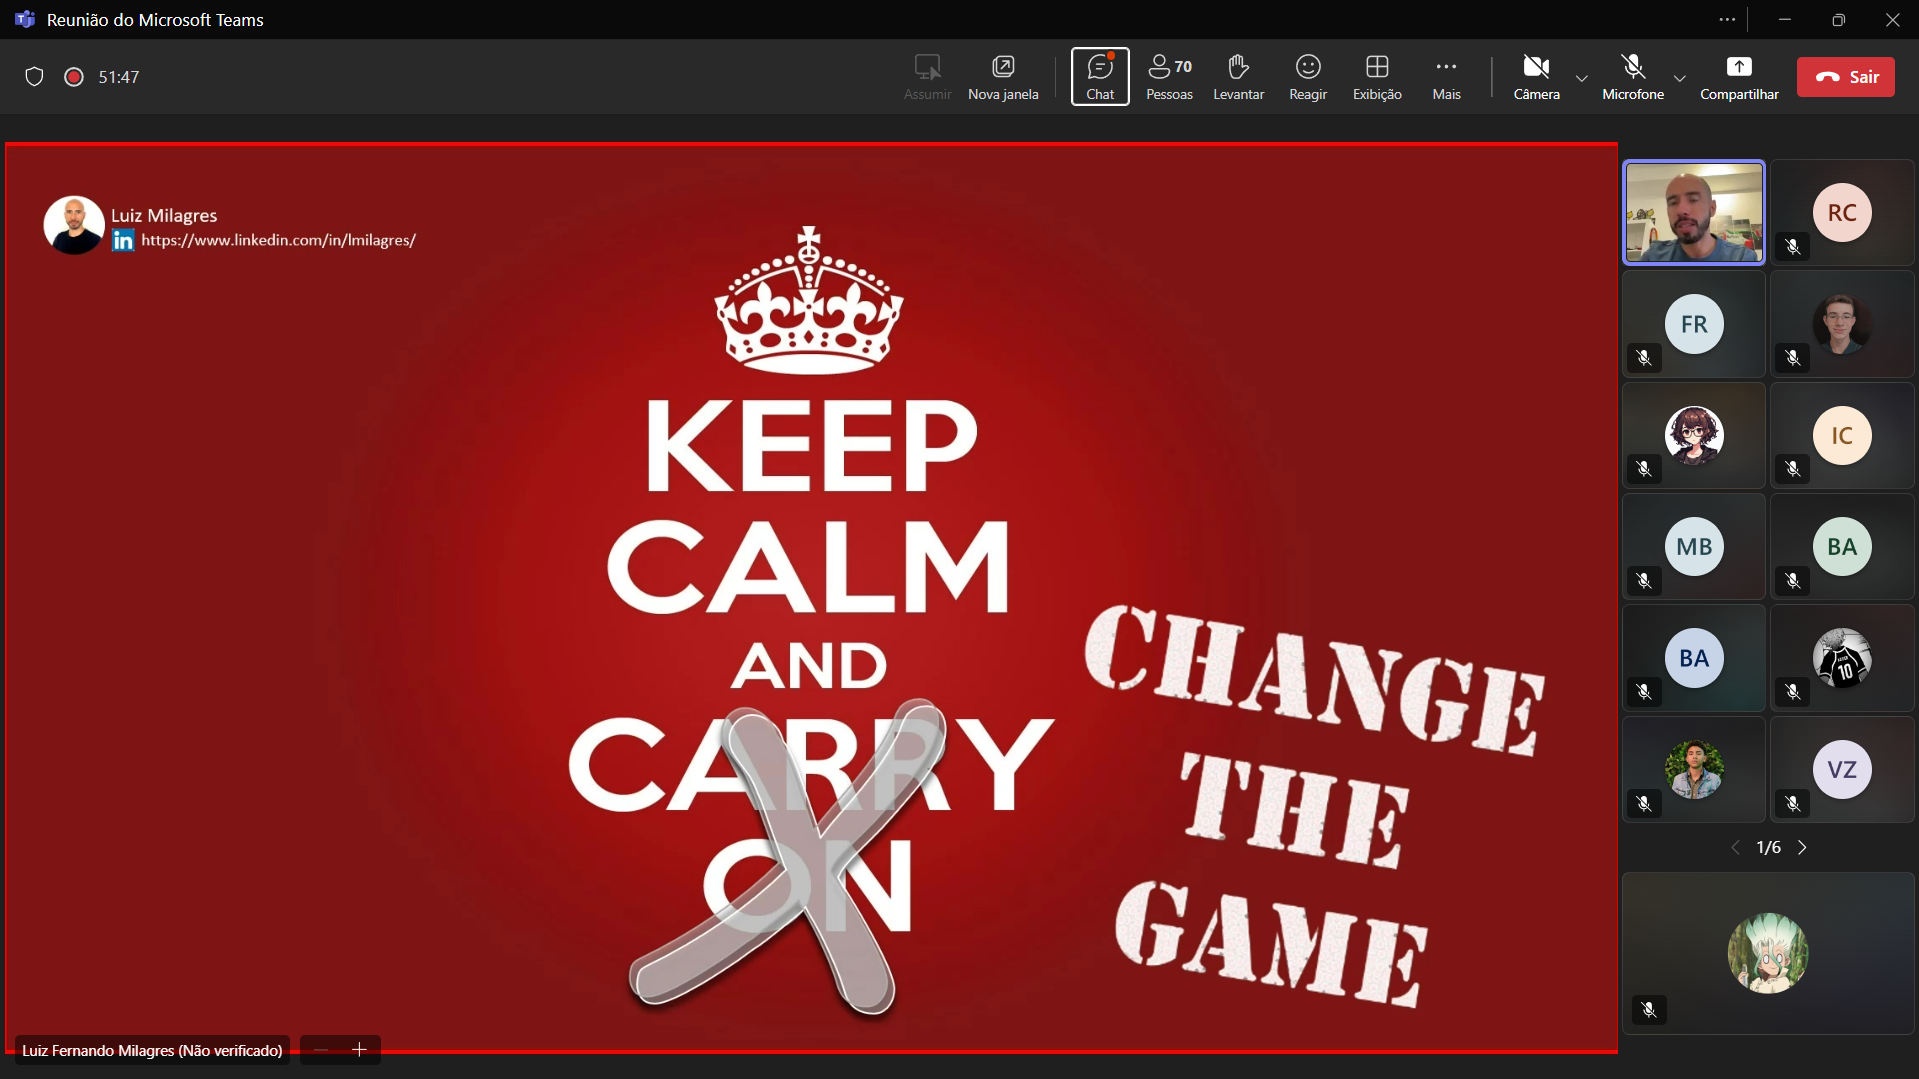 Reunião do Microsoft Teams
51:47
Assumir
Nova janela
Chat
70
Pessoas
Levantar
Reagir
Exibição
Mais
Câmera
Microfone
Compartilhar
Sair
Luiz Milagres
in https://www.linkedin.com/in/lmilagres/
KEEP
CALM
AND
CARRY
ON
CHANGE
THE
GAME
RC
FR
IC
MB
BA
BA
10
VZ
1/6
Luiz Fernando Milagres (Não verificado)